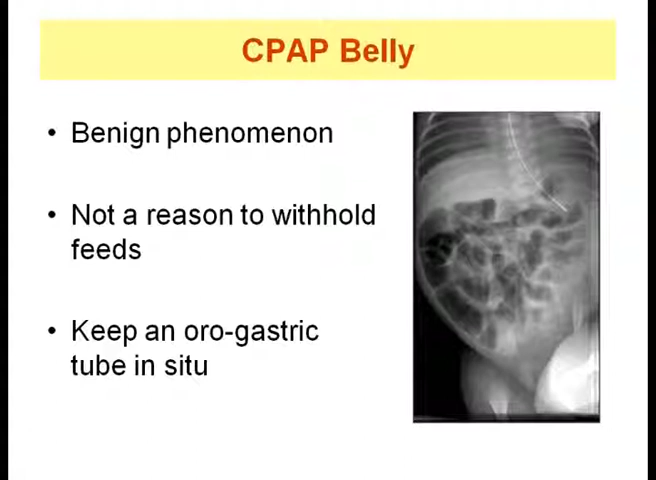 CPAP Belly
• Benign phenomenon
• Not a reason to withhold
feeds
• Keep an oro-gastric
tube in situ